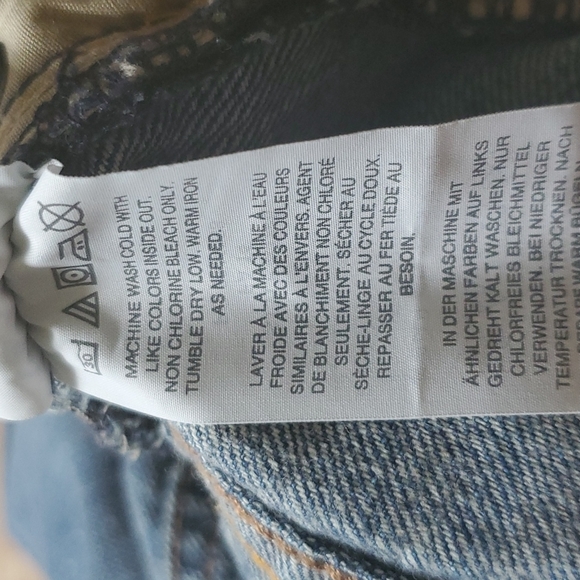 30
MACHINE WASH COLD WITH
LIKE COLORS INSIDE OUT.
NON CHLORINE BLEACH ONLY.
TUMBLE DRY LOW. WARM IRON
AS NEEDED.
LAVER À LA MACHINE À L'EAU
FROIDE AVEC DES COULEURS
SIMILAIRES À L'ENVERS. AGENT
DE BLANCHIMENT NON CHLORÉ
SEULEMENT. SÉCHER AU
SÈCHE-LINGE AU CYCLE DOUX.
REPASSER AU FER TIÈDE AU
BESOIN.
IN DER MASCHINE MIT
ÄHNLICHEN FARBEN AUF LINKS
GEDREHT KALT WASCHEN. NUR
CHLORFREIES BLEICHMITTEL
VERWENDEN. BEI NIEDRIGER
TEMPERATUR TROCKNEN. NACH